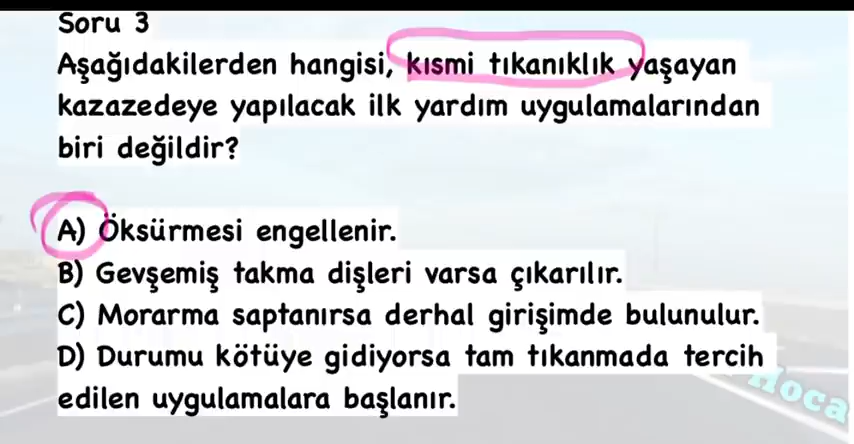 Soru 3
Aşağıdakilerden hangisi, kısmi tıkanıklık yaşayan
kazazedeye yapılacak ilk yardım uygulamalarından
biri değildir?
A) Öksürmesi engellenir.
B) Gevşemiş takma dişleri varsa çıkarılır.
C) Morarma saptanırsa derhal girişimde bulunulur.
D) Durumu kötüye gidiyorsa tam tıkanmada tercih
edilen uygulamalara başlanır.
Hoca